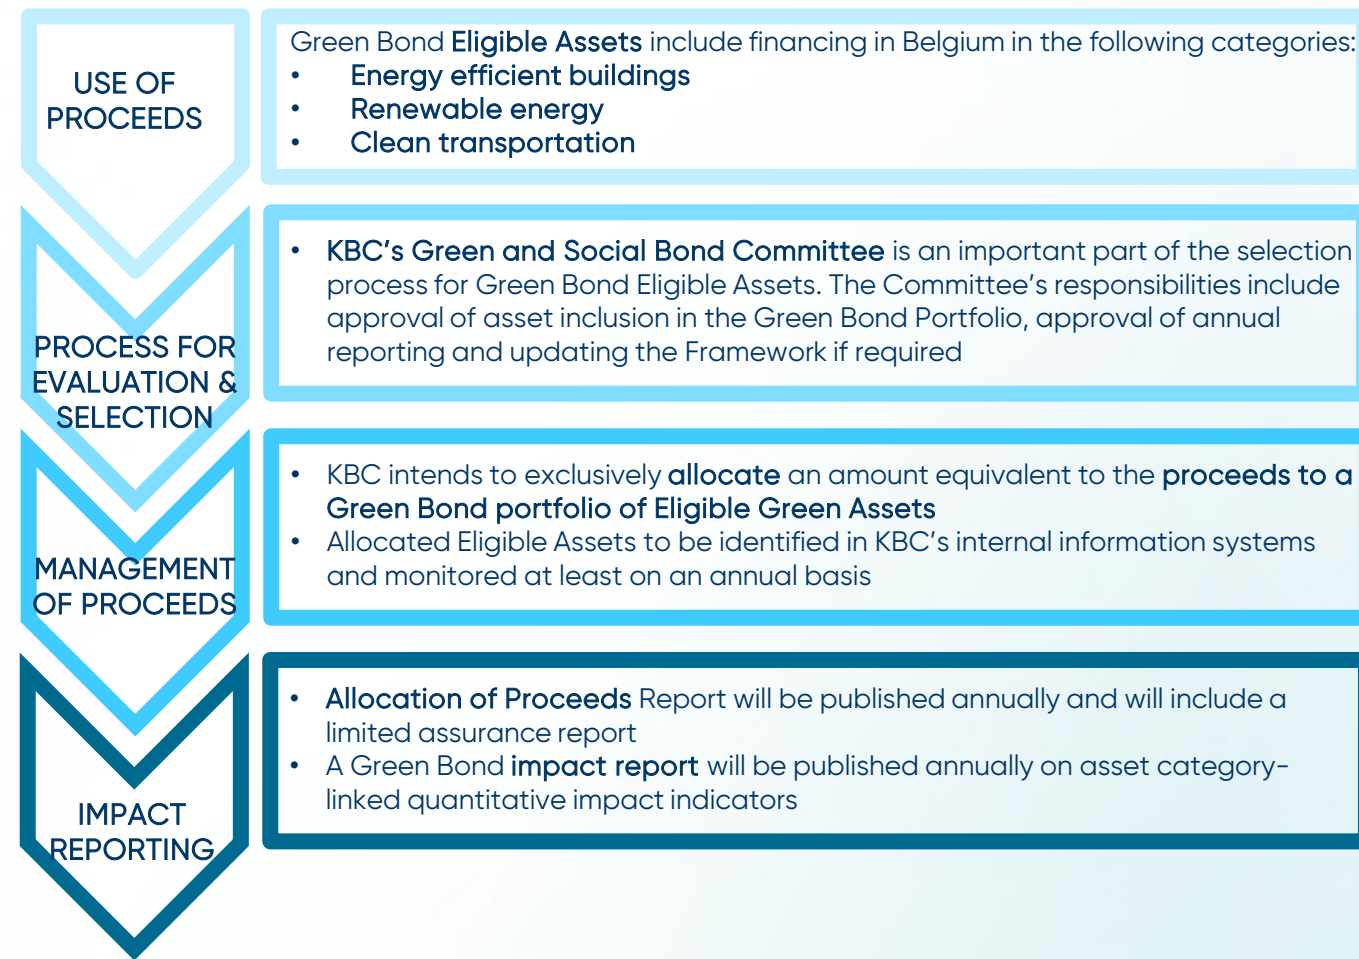 USE OF
PROCEEDS
Green Bond Eligible Assets include financing in Belgium in the following categories:
• Energy efficient buildings
• Renewable energy
• Clean transportation
PROCESS FOR
EVALUATION &
SELECTION
• KBC’s Green and Social Bond Committee is an important part of the selection
process for Green Bond Eligible Assets. The Committee’s responsibilities include
approval of asset inclusion in the Green Bond Portfolio, approval of annual
reporting and updating the Framework if required
MANAGEMENT
OF PROCEEDS
• KBC intends to exclusively allocate an amount equivalent to the proceeds to a
Green Bond portfolio of Eligible Green Assets
• Allocated Eligible Assets to be identified in KBC’s internal information systems
and monitored at least on an annual basis
IMPACT
REPORTING
• Allocation of Proceeds Report will be published annually and will include a
limited assurance report
• A Green Bond impact report will be published annually on asset category-
linked quantitative impact indicators